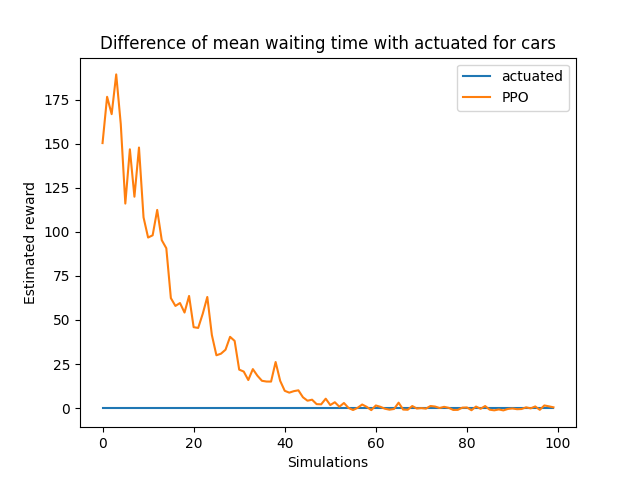 Difference of mean waiting time with actuated for cars
actuated
PPO
175
150
125
100
75
50
25
0
Estimated reward
0 20 40 60 80 100
Simulations